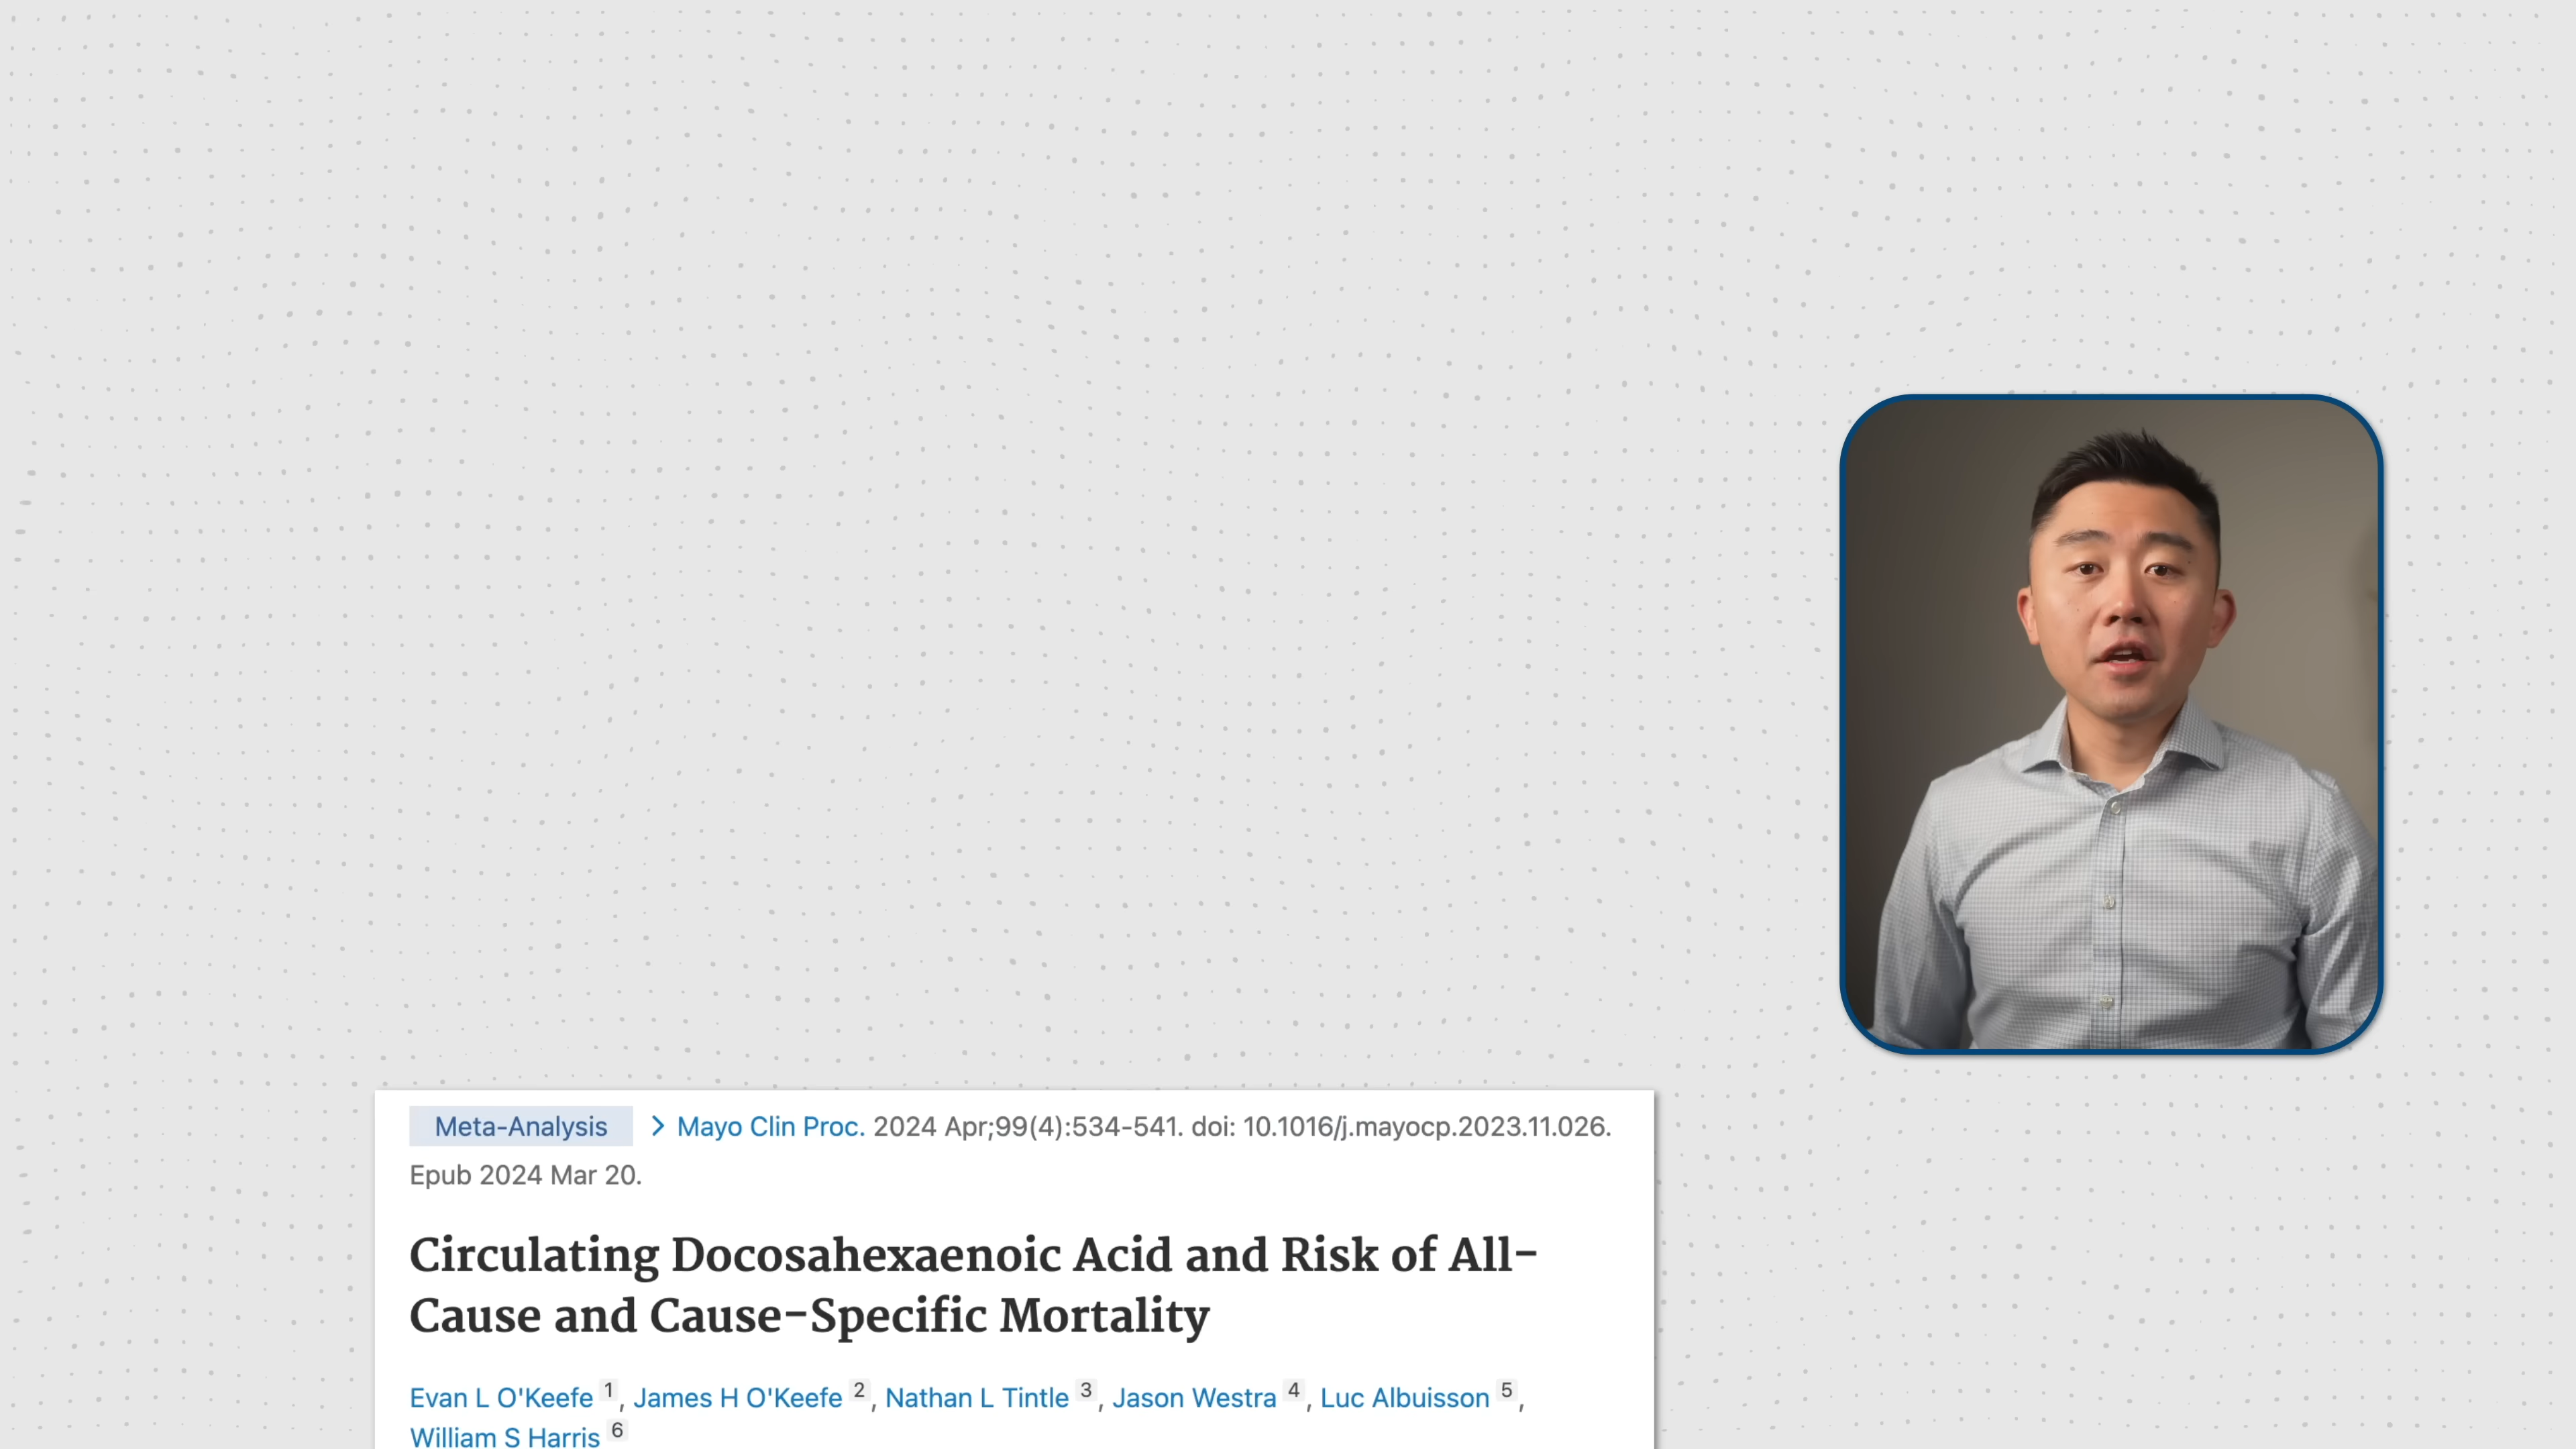 Meta-Analysis > Mayo Clin Proc. 2024 Apr;99(4):534-541. doi: 10.1016/j.mayocp.2023.11.026.
Epub 2024 Mar 20.
Circulating Docosahexaenoic Acid and Risk of All-
Cause and Cause-Specific Mortality
Evan L O'Keefe 1, James H O'Keefe 2, Nathan L Tintle 3, Jason Westra 4, Luc Albuisson 5,
William S Harris 6